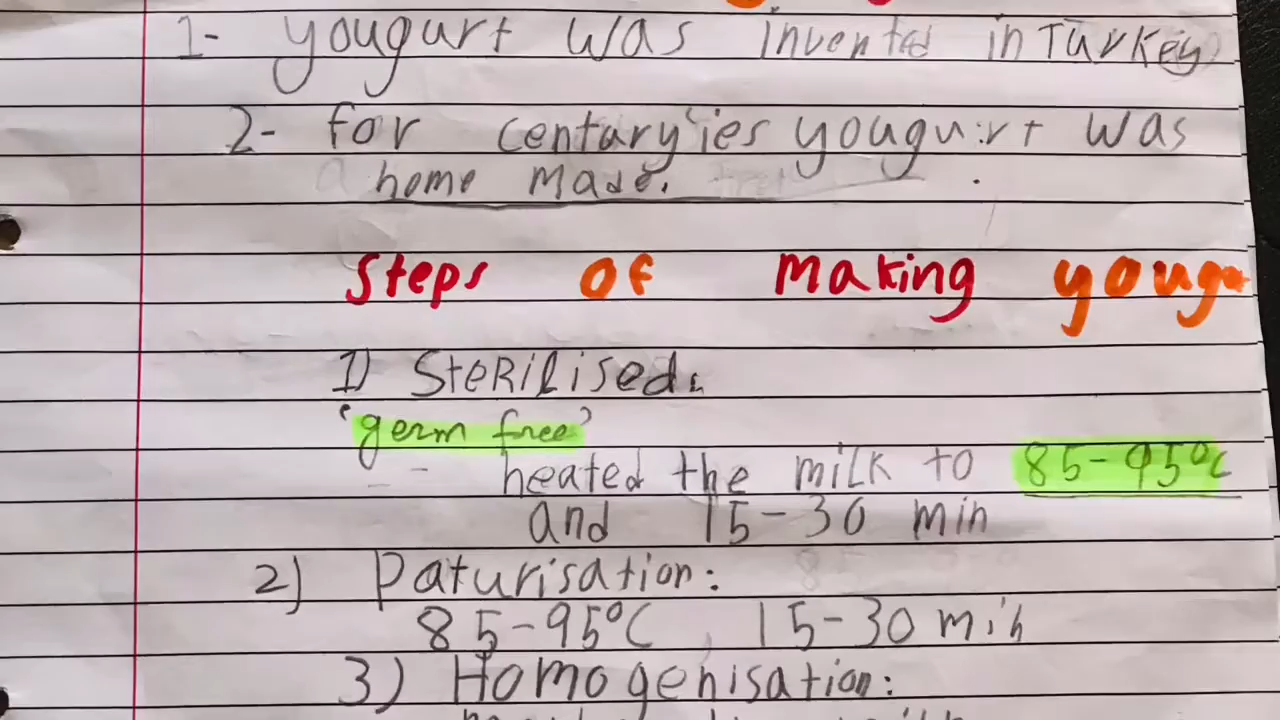 1- yougurt was invented in Turkey
2- for centary'ies yougurt was
home made.
Steps of making yougu
1) Sterilised.
'germ free'
heated the milk to 85-95°c
and 15-30 min
2) Paturisation:
85-95°C, 15-30 min
3) Homogenisation: